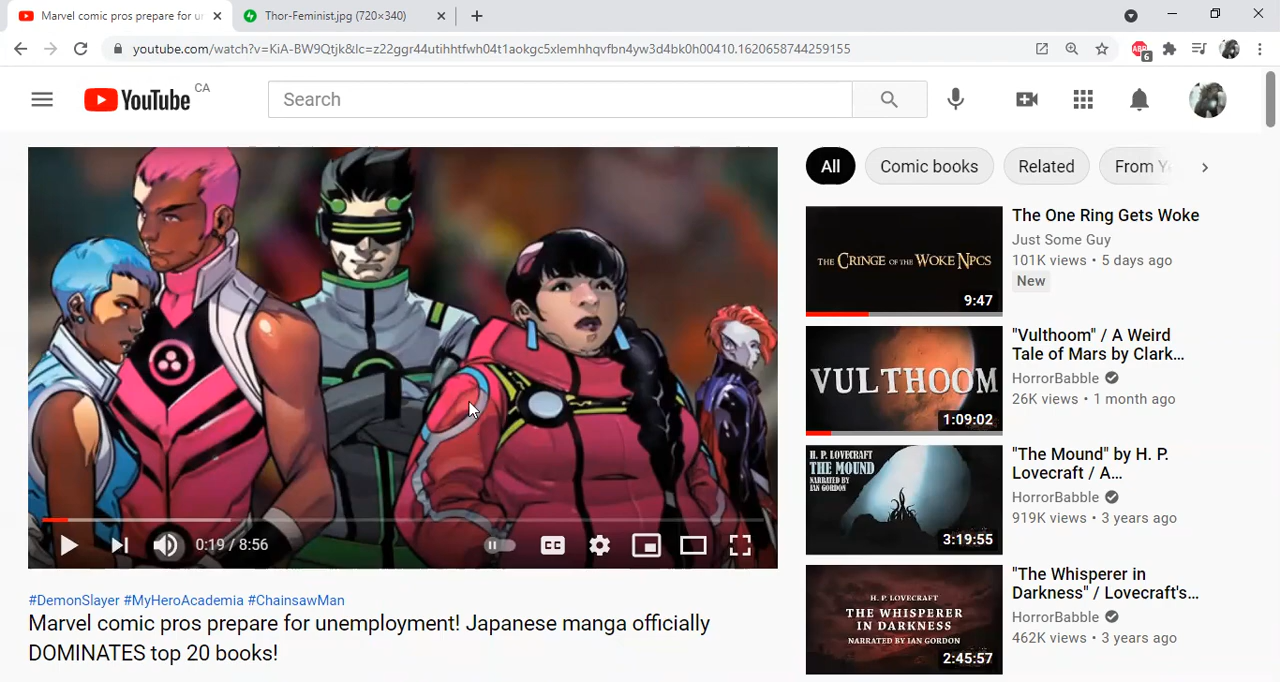 Marvel comic pros prepare for u
Thor-Feminist.jpg (720×340)
youtube.com/watch?v=KiA-BW9Qtjk&lc=z22ggr44utihhtfwh04t1aokgc5xlemhhqvfbn4yw3d4bk0h00410.1620658744259155
ABP
6
YouTube CA
Search
All
Comic books
Related
From Y
THE CRINGE OF THE WOKE NPCS
9:47
The One Ring Gets Woke
Just Some Guy
101K views • 5 days ago
New
VULTHOOM
1:09:02
"Vulthoom" / A Weird
Tale of Mars by Clark...
HorrorBabble
26K views • 1 month ago
H. P.
LOVECRAFT
THE MOUND
NARRATED BY
IAN GORDON
3:19:55
"The Mound" by H. P.
Lovecraft / A...
HorrorBabble
919K views • 3 years ago
H. P. LOVECRAFT
THE WHISPERER
IN DARKNESS
NARRATED BY IAN GORDON
2:45:57
"The Whisperer in
Darkness" / Lovecraft's...
HorrorBabble
462K views • 3 years ago
0:19 / 8:56
CC
#DemonSlayer #MyHeroAcademia #ChainsawMan
Marvel comic pros prepare for unemployment! Japanese manga officially
DOMINATES top 20 books!